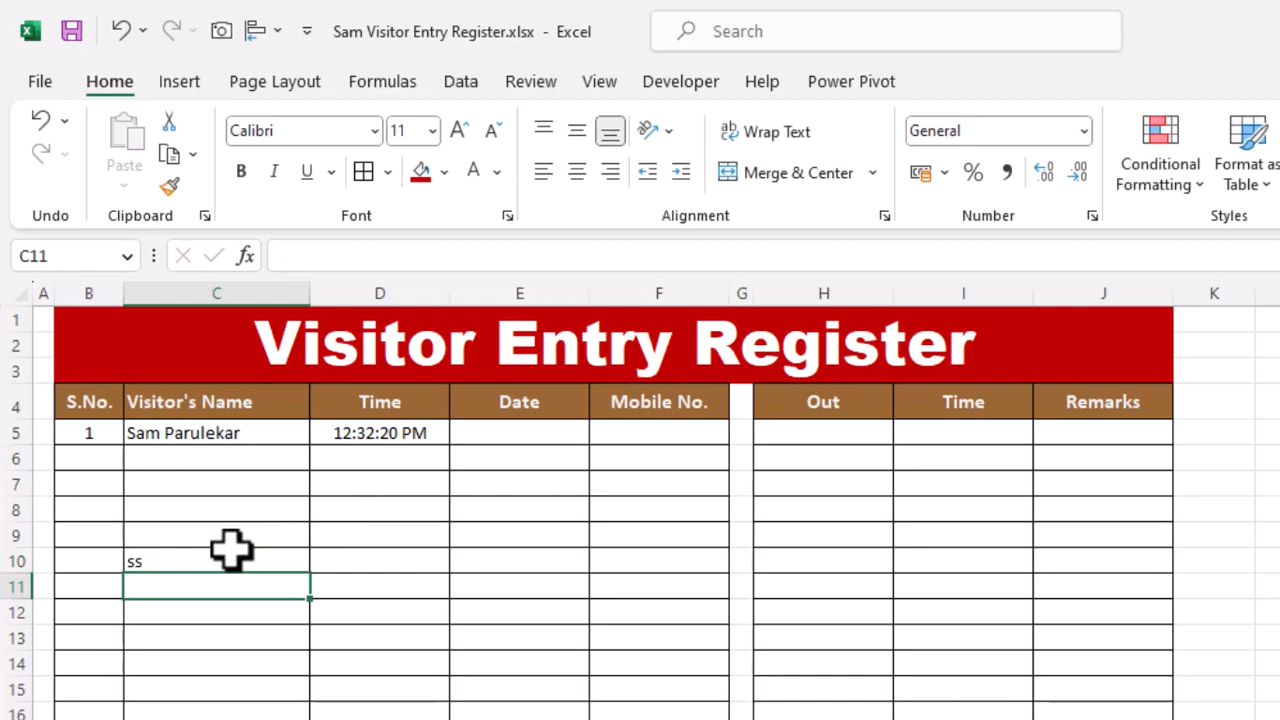 Sam Visitor Entry Register.xlsx - Excel
Search
File Home Insert Page Layout Formulas Data Review View Developer Help Power Pivot
Paste
Calibri 11
B I U A
ab Wrap Text
Merge & Center
General
% .00 .00
Conditional Formatting
Format as Table
Undo Clipboard Font Alignment Number Styles
C11 fx
A B C D E F G H I J K
1
2
3
Visitor Entry Register
4 S.No. Visitor's Name Time Date Mobile No. Out Time Remarks
5 1 Sam Parulekar 12:32:20 PM
6
7
8
9
10 ss
11
12
13
14
15
16